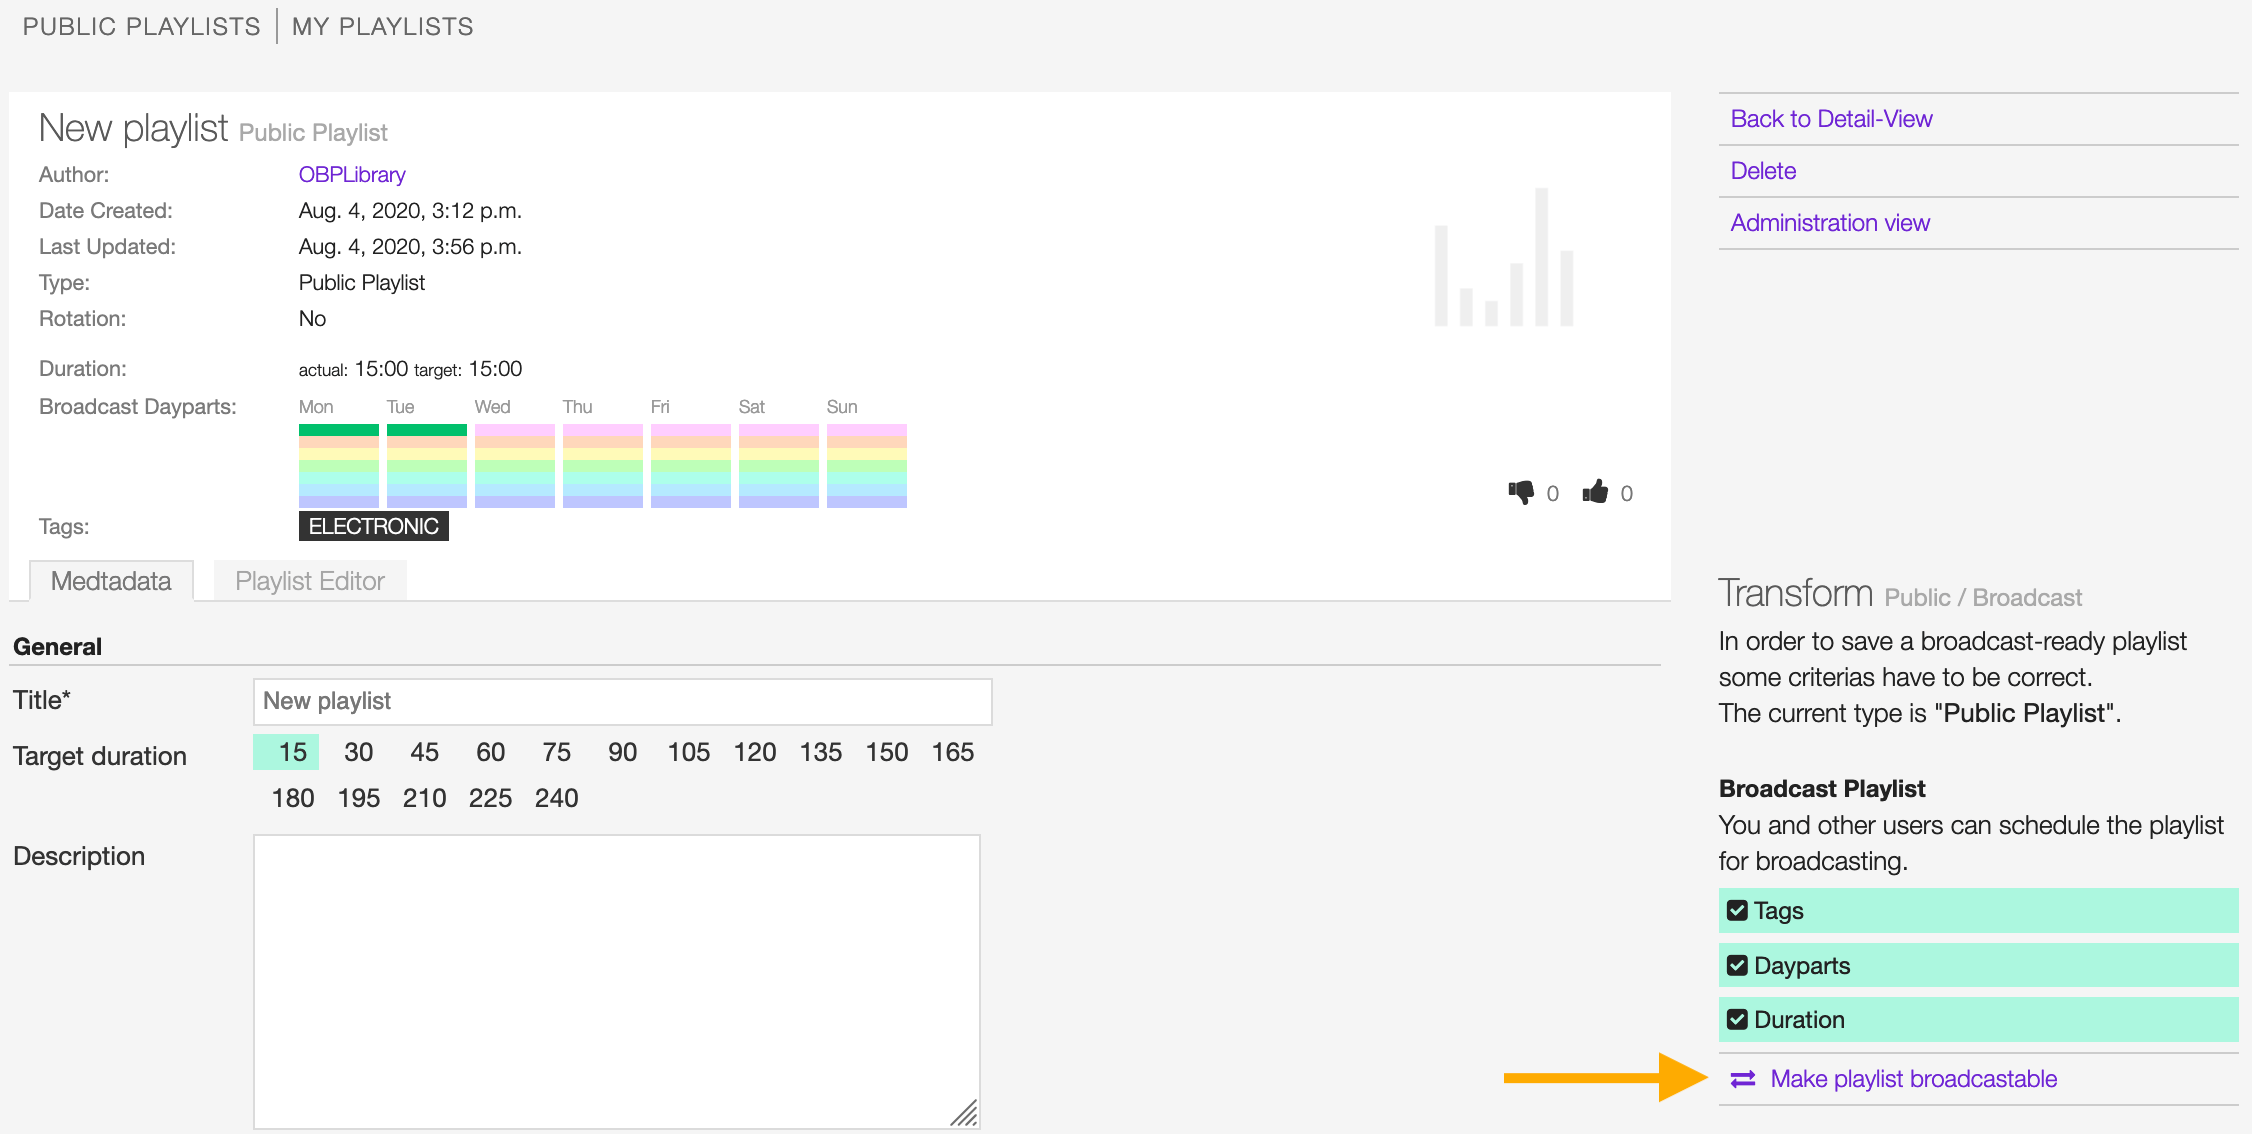 PUBLIC PLAYLISTS | MY PLAYLISTS
New playlist Public Playlist
Author: OBPLibrary
Date Created: Aug. 4, 2020, 3:12 p.m.
Last Updated: Aug. 4, 2020, 3:56 p.m.
Type: Public Playlist
Rotation: No
Duration: actual: 15:00 target: 15:00
Broadcast Dayparts: Mon Tue Wed Thu Fri Sat Sun
0 0
Tags: ELECTRONIC
Medtadata Playlist Editor
General
Title* New playlist
Target duration 15 30 45 60 75 90 105 120 135 150 165
180 195 210 225 240
Description
Back to Detail-View
Delete
Administration view
Transform Public / Broadcast
In order to save a broadcast-ready playlist
some criterias have to be correct.
The current type is "Public Playlist".
Broadcast Playlist
You and other users can schedule the playlist
for broadcasting.
Tags
Dayparts
Duration
Make playlist broadcastable